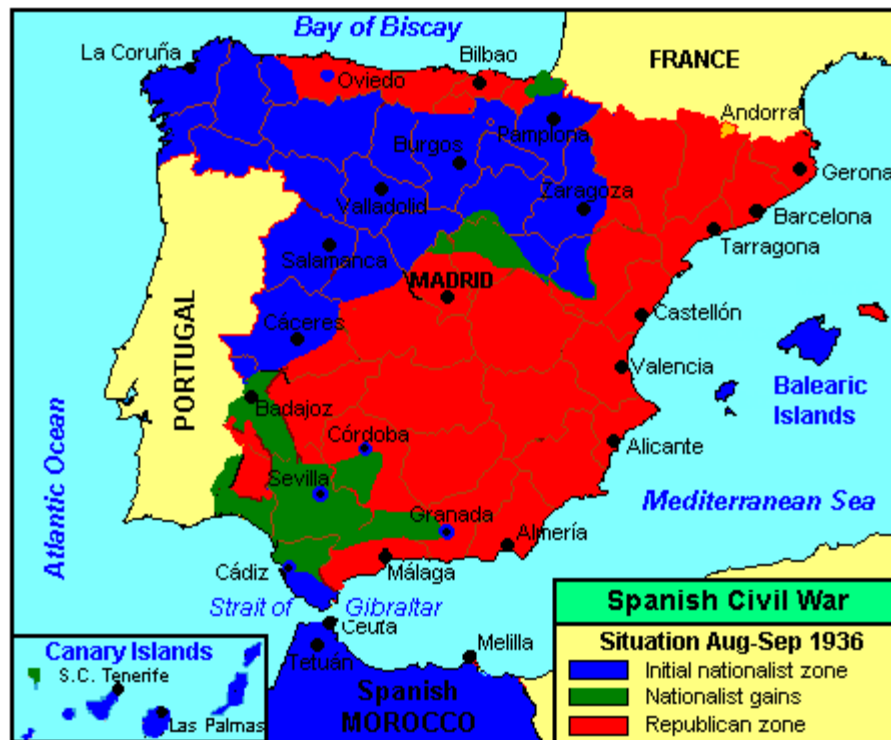 Bay of Biscay
La Coruña
Bilbao
FRANCE
Oviedo
Andorra
Pamplona
Burgos
Gerona
Zaragoza
Valladolid
Barcelona
Tarragona
Salamanca
MADRID
PORTUGAL
Castellón
Cáceres
Valencia
Balearic
Islands
Badajoz
Córdoba
Alicante
Atlantic Ocean
Sevilla
Mediterranean Sea
Granada
Almería
Cádiz
Málaga
Strait of Gibraltar
Ceuta
Tetuán
Melilla
Spanish
MOROCCO
Canary Islands
S.C. Tenerife
Las Palmas
Spanish Civil War
Situation Aug-Sep 1936
Initial nationalist zone
Nationalist gains
Republican zone